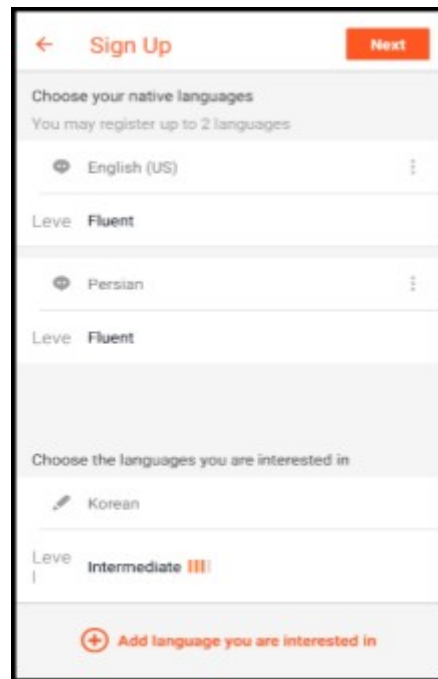 Sign Up
Next
Choose your native languages
You may register up to 2 languages
English (US)
Leve Fluent
Persian
Leve Fluent
Choose the languages you are interested in
Korean
Leve
l
Intermediate
Add language you are interested in